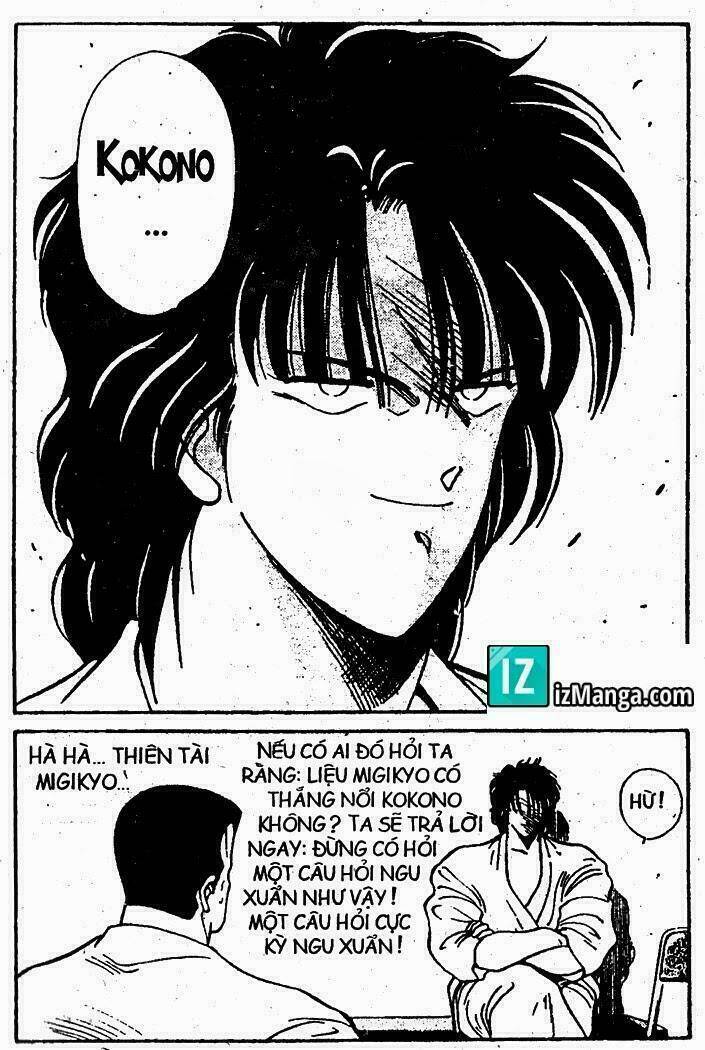 KOKONO
...
IZ
izManga.com
HÀ HÀ... THIÊN TÀI
MIGIKYO...
NẾU CÓ AI ĐÓ HỎI TA
RẰNG: LIỆU MIGIKYO CÓ
THẮNG NỔI KOKONO
KHÔNG? TA SẼ TRẢ LỜI
NGAY: ĐỪNG CÓ HỎI
MỘT CÂU HỎI NGU
XUẨN NHƯ VẬY!
MỘT CÂU HỎI CỰC
KỲ NGU XUẨN!
HỪ!